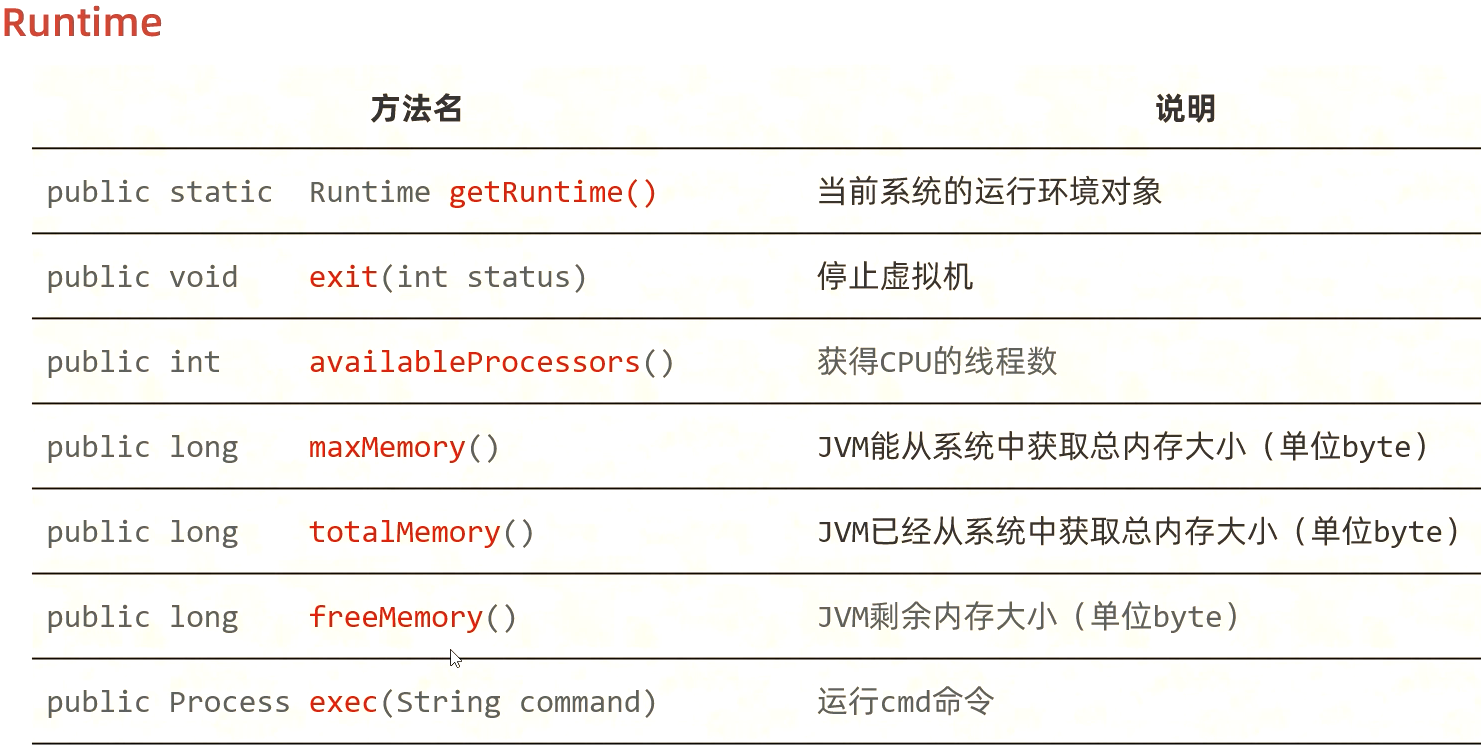 Runtime
方法名 说明
public static Runtime getRuntime() 当前系统的运行环境对象
public void exit(int status) 停止虚拟机
public int availableProcessors() 获得CPU的线程数
public long maxMemory() JVM能从系统中获取总内存大小（单位byte）
public long totalMemory() JVM已经从系统中获取总内存大小（单位byte）
public long freeMemory() JVM剩余内存大小（单位byte）
public Process exec(String command) 运行cmd命令